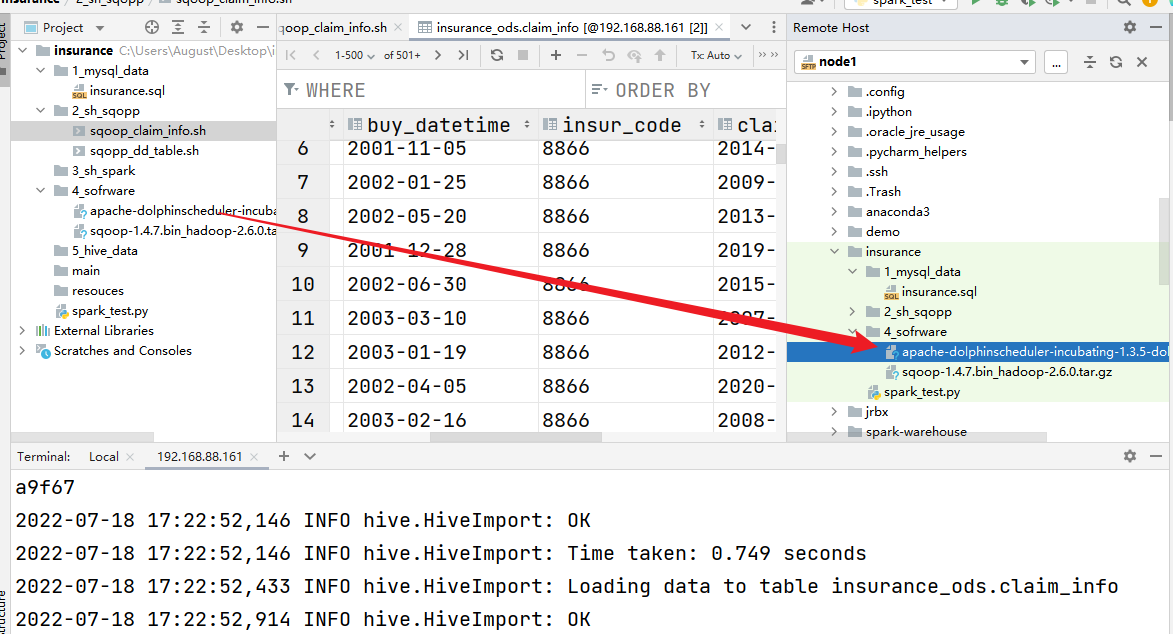 insurance 2_sh_sqopp sqoop_claim_info.sh
spark_test
Project
Project
insurance C:\Users\August\Desktop\i
1_mysql_data
insurance.sql
2_sh_sqopp
sqoop_claim_info.sh
sqopp_dd_table.sh
3_sh_spark
4_sofrware
apache-dolphinscheduler-incuba
sqoop-1.4.7.bin_hadoop-2.6.0.ta
5_hive_data
main
resouces
spark_test.py
External Libraries
Scratches and Consoles
qoop_claim_info.sh
insurance_ods.claim_info [@192.168.88.161 [2]]
1-500 of 501+
Tx: Auto
WHERE
ORDER BY
buy_datetime insur_code clai
6 2001-11-05 8866 2014-
7 2002-01-25 8866 2009-
8 2002-05-20 8866 2013-
9 2001-12-28 8866 2019-
10 2002-06-30 8866 2015-
11 2003-03-10 8866 2007-
12 2003-01-19 8866 2012-
13 2002-04-05 8866 2020-
14 2003-02-16 8866 2008-
Remote Host
SFTP node1
...
.config
.ipython
.oracle_jre_usage
.pycharm_helpers
.ssh
.Trash
anaconda3
demo
insurance
1_mysql_data
insurance.sql
2_sh_sqopp
4_sofrware
apache-dolphinscheduler-incubating-1.3.5-dol
sqoop-1.4.7.bin_hadoop-2.6.0.tar.gz
spark_test.py
jrbx
spark-warehouse
Terminal: Local 192.168.88.161
a9f67
2022-07-18 17:22:52,146 INFO hive.HiveImport: OK
2022-07-18 17:22:52,146 INFO hive.HiveImport: Time taken: 0.749 seconds
2022-07-18 17:22:52,433 INFO hive.HiveImport: Loading data to table insurance_ods.claim_info
2022-07-18 17:22:52,914 INFO hive.HiveImport: OK